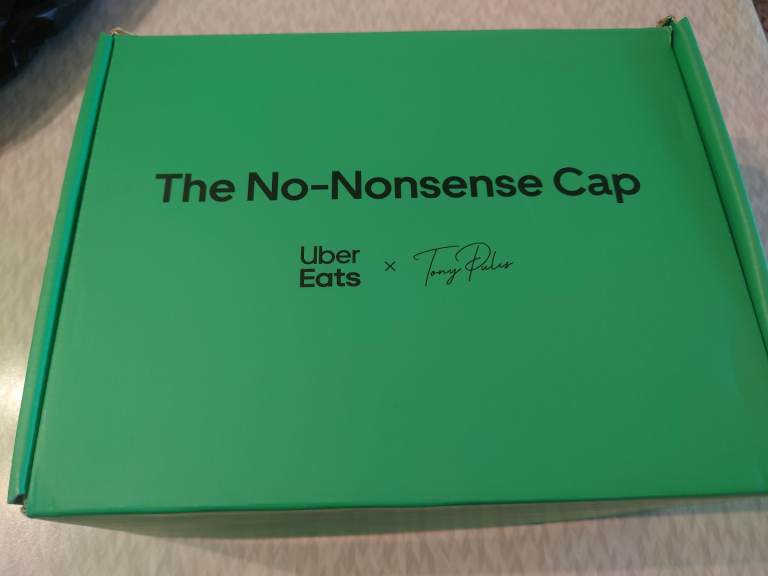 The No-Nonsense Cap
Uber
Eats × Tony Pulis